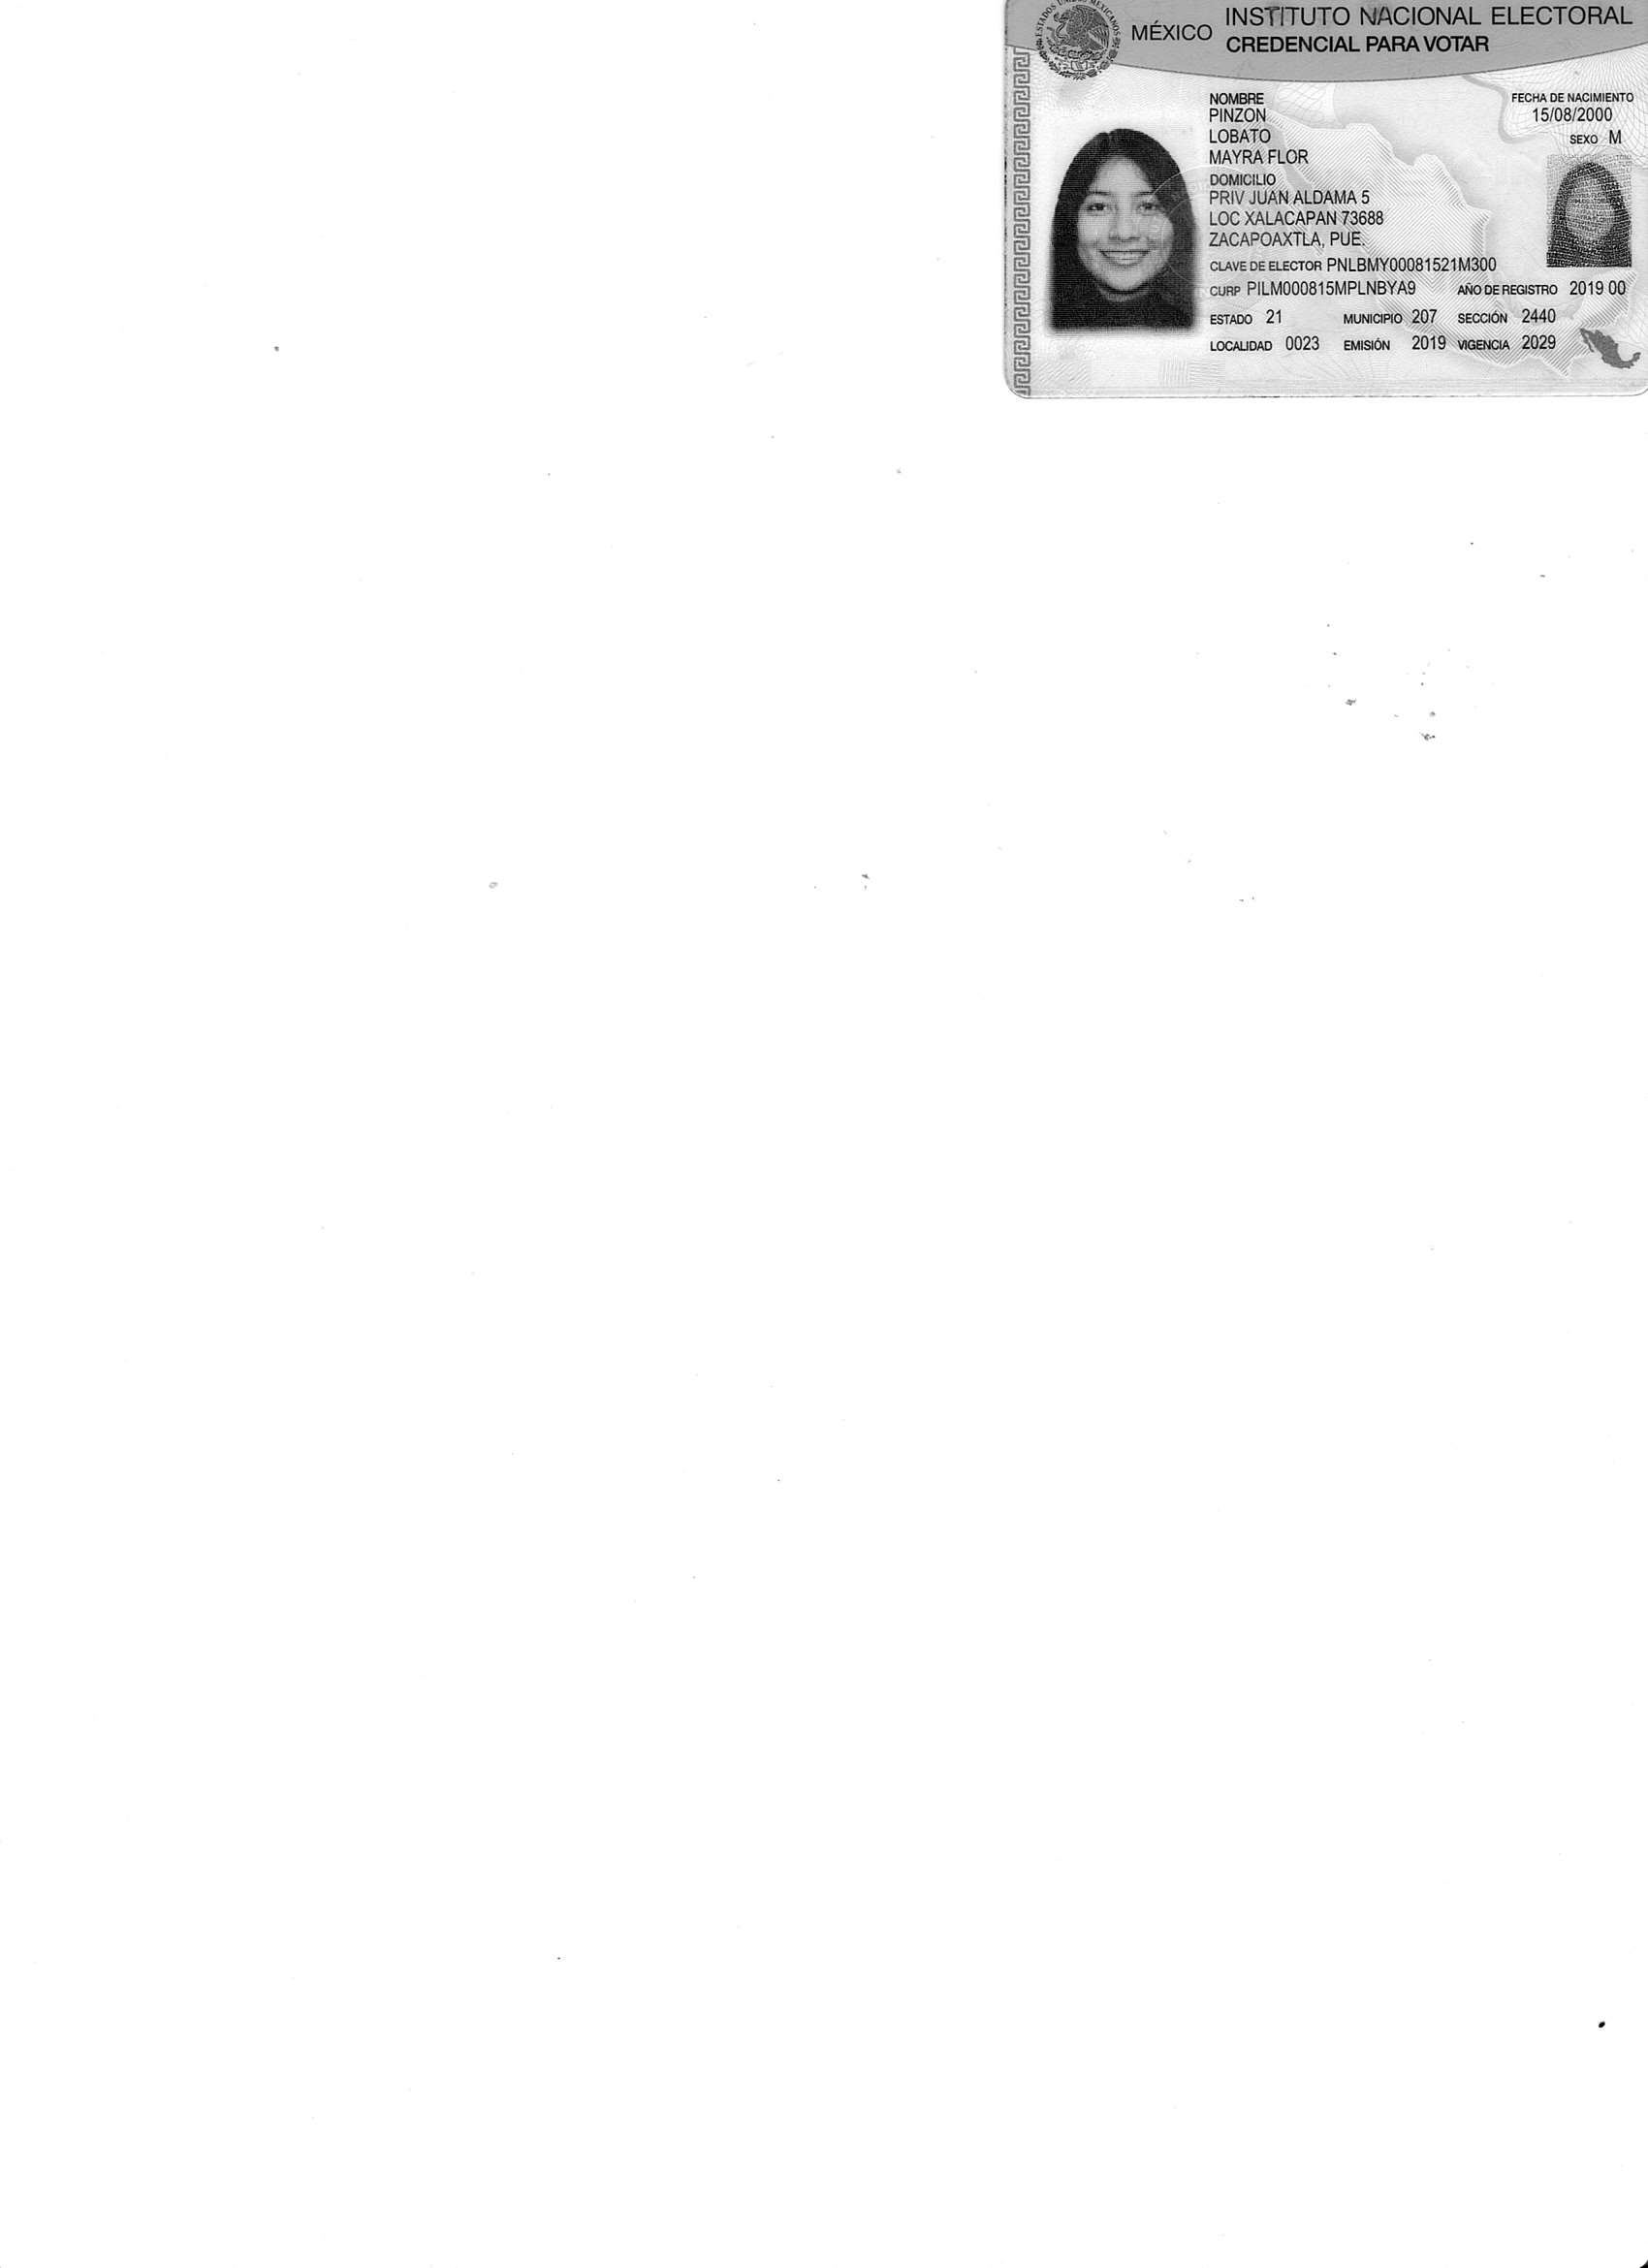 ESTADOS UNIDOS MEXICANOS
MÉXICO INSTITUTO NACIONAL ELECTORAL
CREDENCIAL PARA VOTAR
NOMBRE
PINZON
LOBATO
MAYRA FLOR
FECHA DE NACIMIENTO
15/08/2000
SEXO M
DOMICILIO
PRIV JUAN ALDAMA 5
LOC XALACAPAN 73688
ZACAPOAXTLA, PUE.
CLAVE DE ELECTOR PNLBMY00081521M300
CURP PILM000815MPLNBYA9 AÑO DE REGISTRO 2019 00
ESTADO 21 MUNICIPIO 207 SECCIÓN 2440
LOCALIDAD 0023 EMISIÓN 2019 VIGENCIA 2029